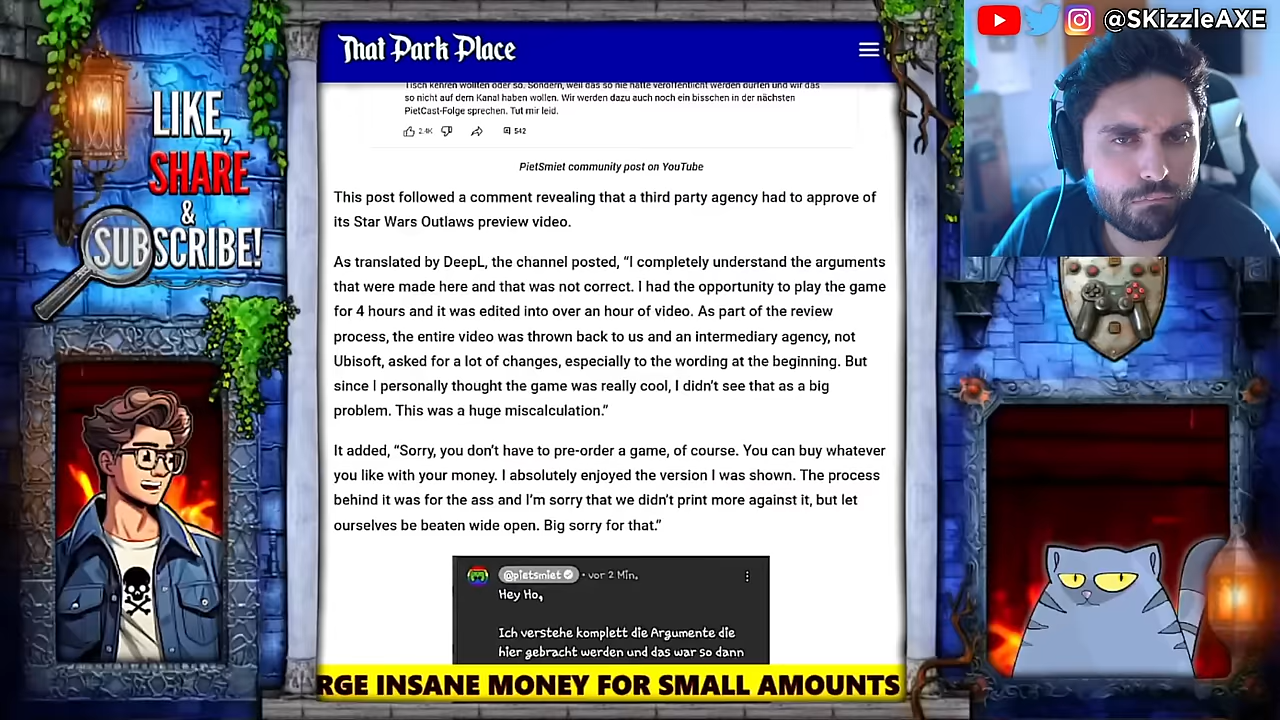 @SKizzleAXE
That Park Place
LIKE,
SHARE
&
SUBSCRIBE!
Tisch kehren wollten oder so. Sondern, weil das so nie hätte veröffentlicht werden dürfen und wir das
so nicht auf dem Kanal haben wollen. Wir werden dazu auch noch ein bisschen in der nächsten
PietCast-Folge sprechen. Tut mir leid.
2.4K 542
PietSmiet community post on YouTube
This post followed a comment revealing that a third party agency had to approve of
its Star Wars Outlaws preview video.
As translated by DeepL, the channel posted, “I completely understand the arguments
that were made here and that was not correct. I had the opportunity to play the game
for 4 hours and it was edited into over an hour of video. As part of the review
process, the entire video was thrown back to us and an intermediary agency, not
Ubisoft, asked for a lot of changes, especially to the wording at the beginning. But
since I personally thought the game was really cool, I didn’t see that as a big
problem. This was a huge miscalculation.”
It added, “Sorry, you don’t have to pre-order a game, of course. You can buy whatever
you like with your money. I absolutely enjoyed the version I was shown. The process
behind it was for the ass and I’m sorry that we didn’t print more against it, but let
ourselves be beaten wide open. Big sorry for that.”
@pietsmiet • vor 2 Min.
Hey Ho,
Ich verstehe komplett die Argumente die
hier gebracht werden und das war so dann
RGE INSANE MONEY FOR SMALL AMOUNTS